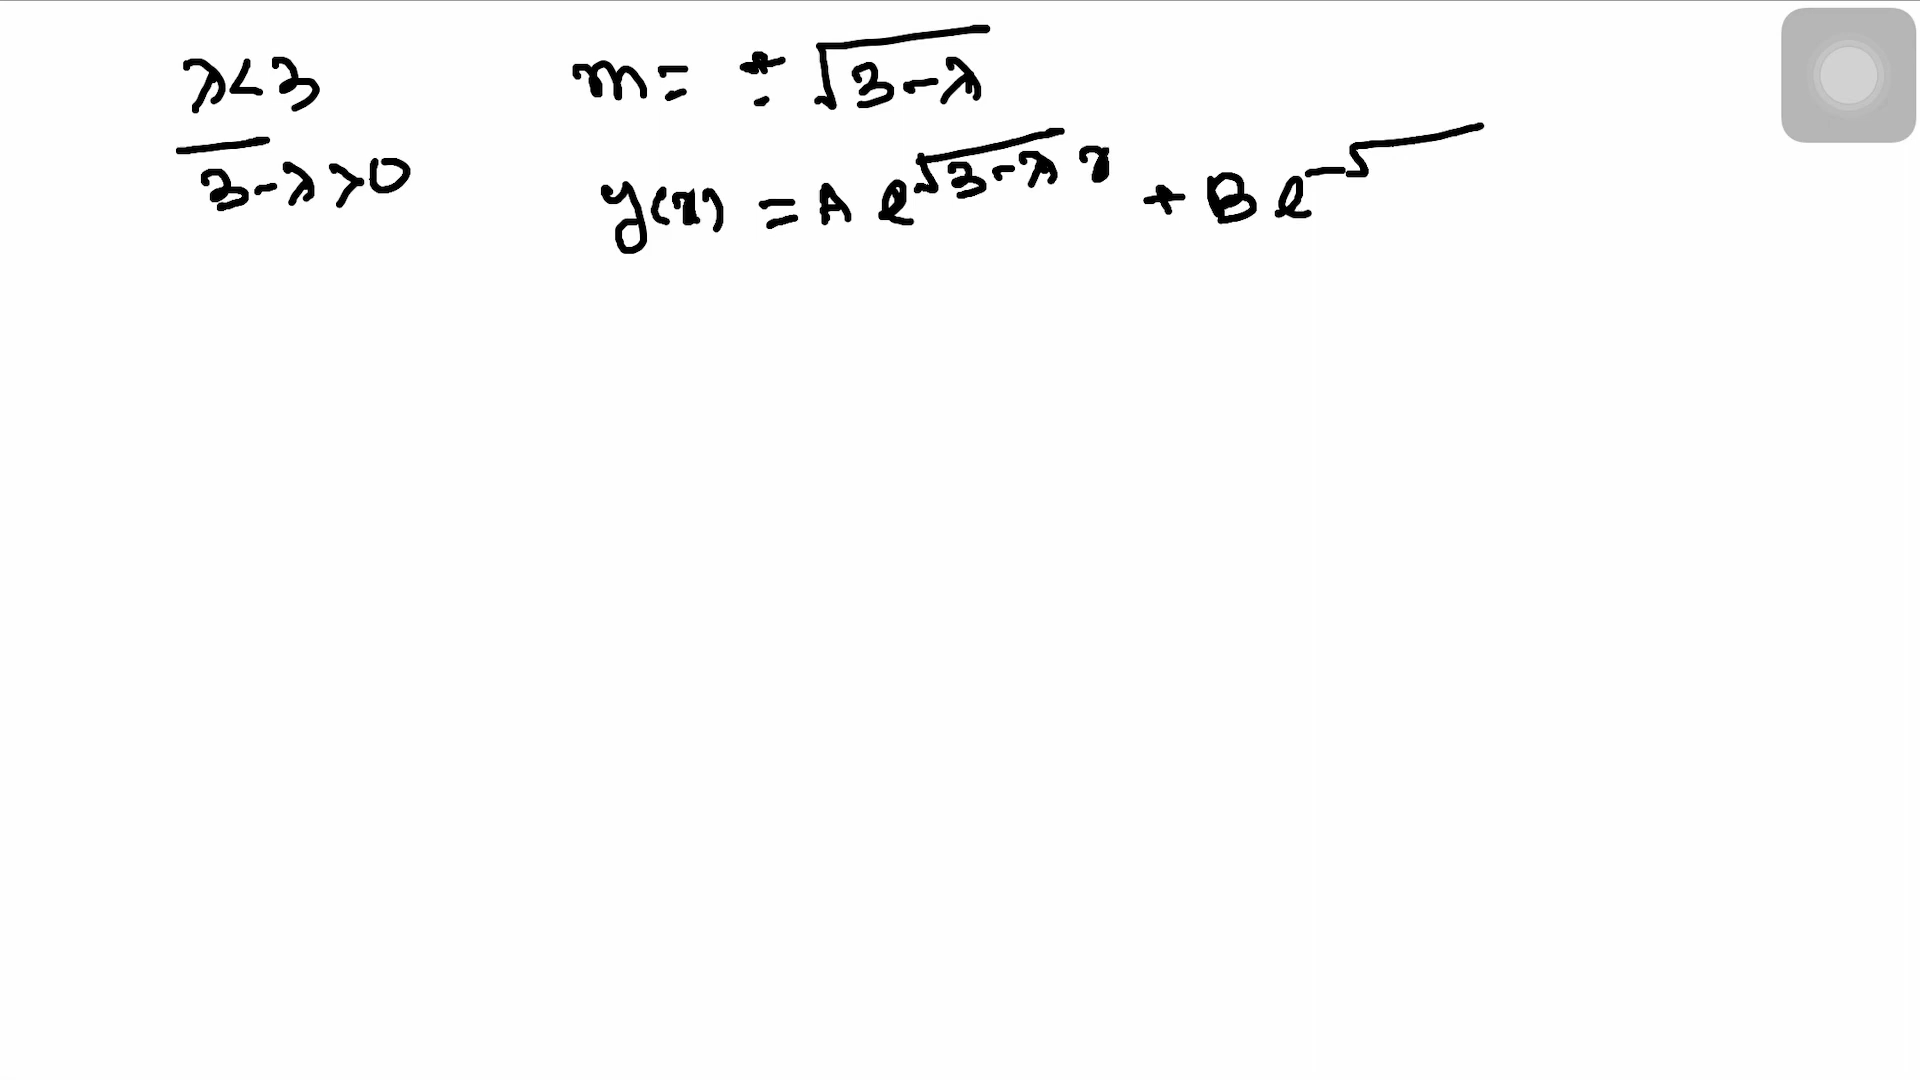 λ<3 m = ± √(3-λ)
3-λ>0 y(x) = A e^(√(3-λ) x) + B e^(-√